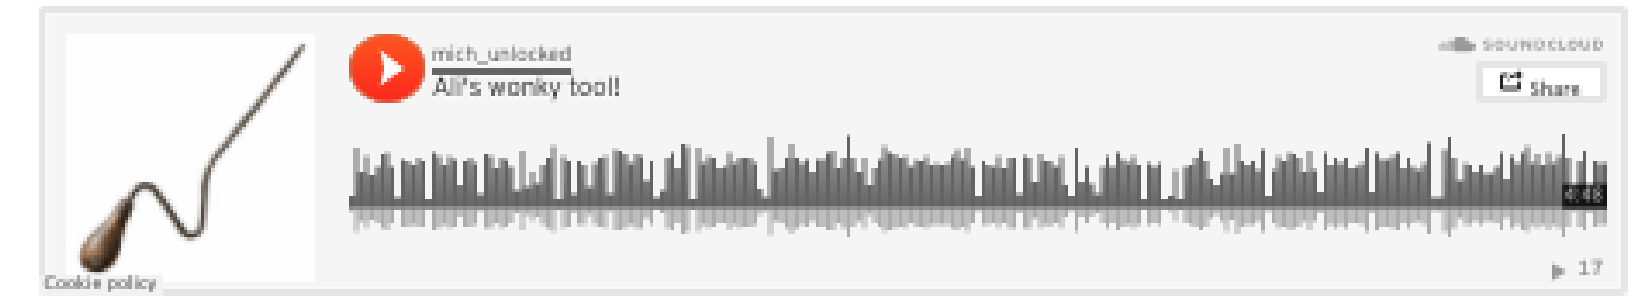 mich_unlocked
Ali's wonky tool!
SOUNDCLOUD
Share
4:48
17
Cookie policy